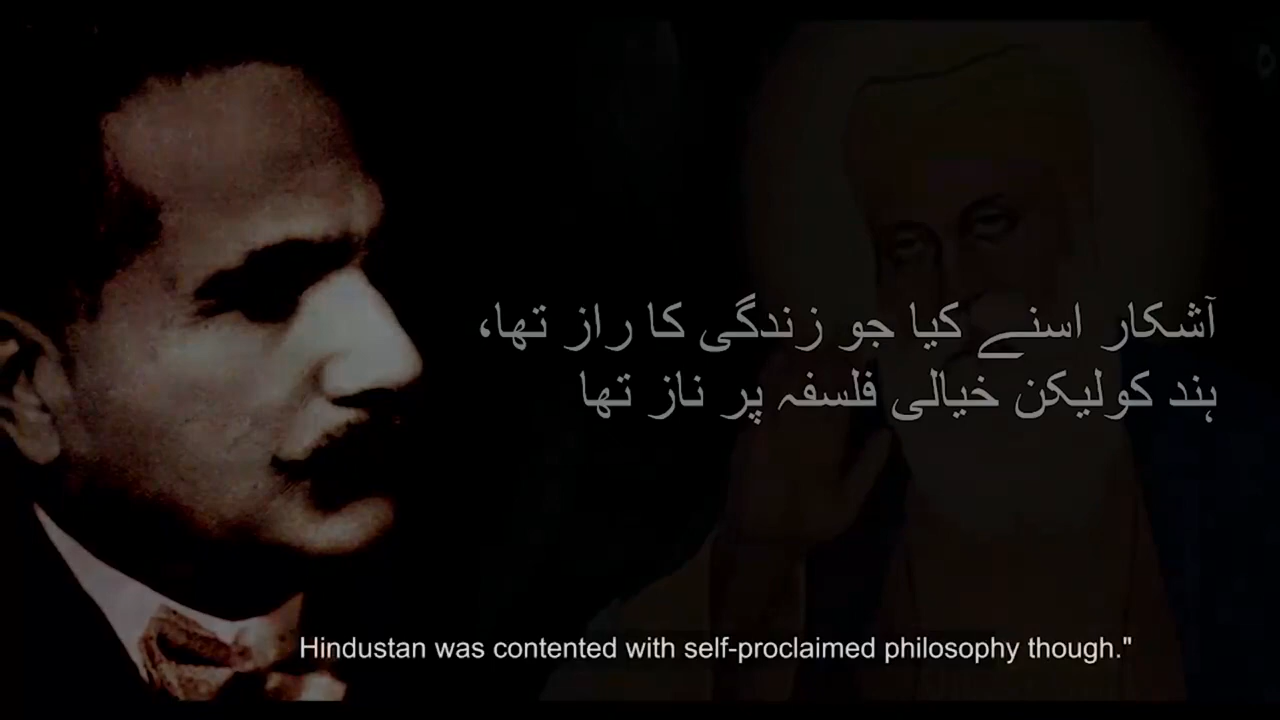 آشکار اسنے کیا جو زندگی کا راز تھا،
ہند کولیکن خیالی فلسفہ پر ناز تھا
Hindustan was contented with self-proclaimed philosophy though."